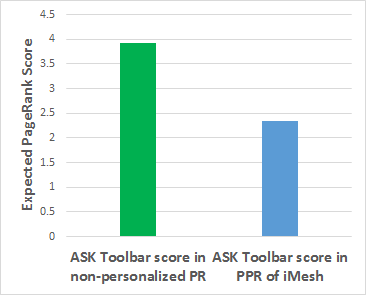 Expected PageRank Score
4.5
4
3.5
3
2.5
2
1.5
1
0.5
0
ASK Toolbar score in
non-personalized PR
ASK Toolbar score in
PPR of iMesh